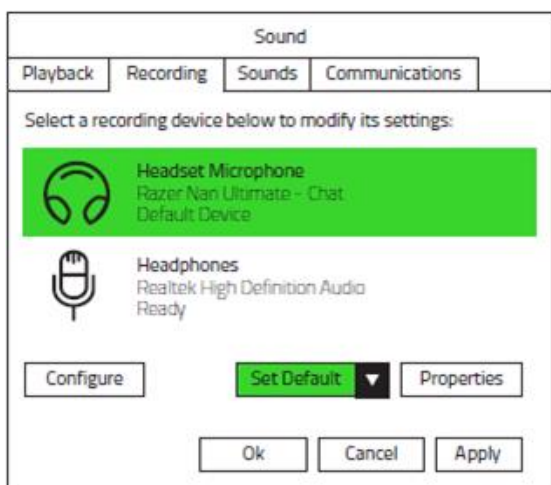 Sound
Playback Recording Sounds Communications
Select a recording device below to modify its settings:
Headset Microphone
Razer Nari Ultimate - Chat
Default Device
Headphones
Realtek High Definition Audio
Ready
Configure Set Default Properties
Ok Cancel Apply